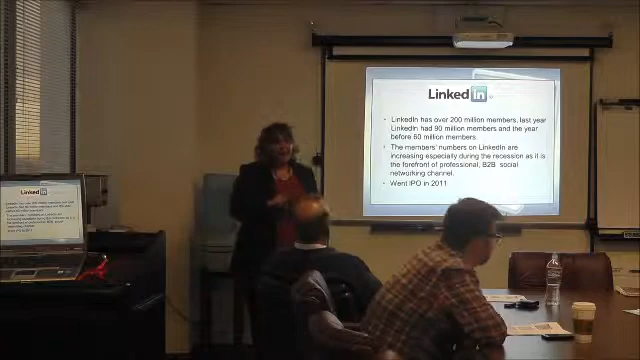 LinkedIn
• LinkedIn has over 200 million members, last year
LinkedIn had 90 million members and the year
before 60 million members.
• The members' numbers on LinkedIn are
increasing especially during the recession as it is
the forefront of professional, B2B social
networking channel.
• Went IPO in 2011
LinkedIn